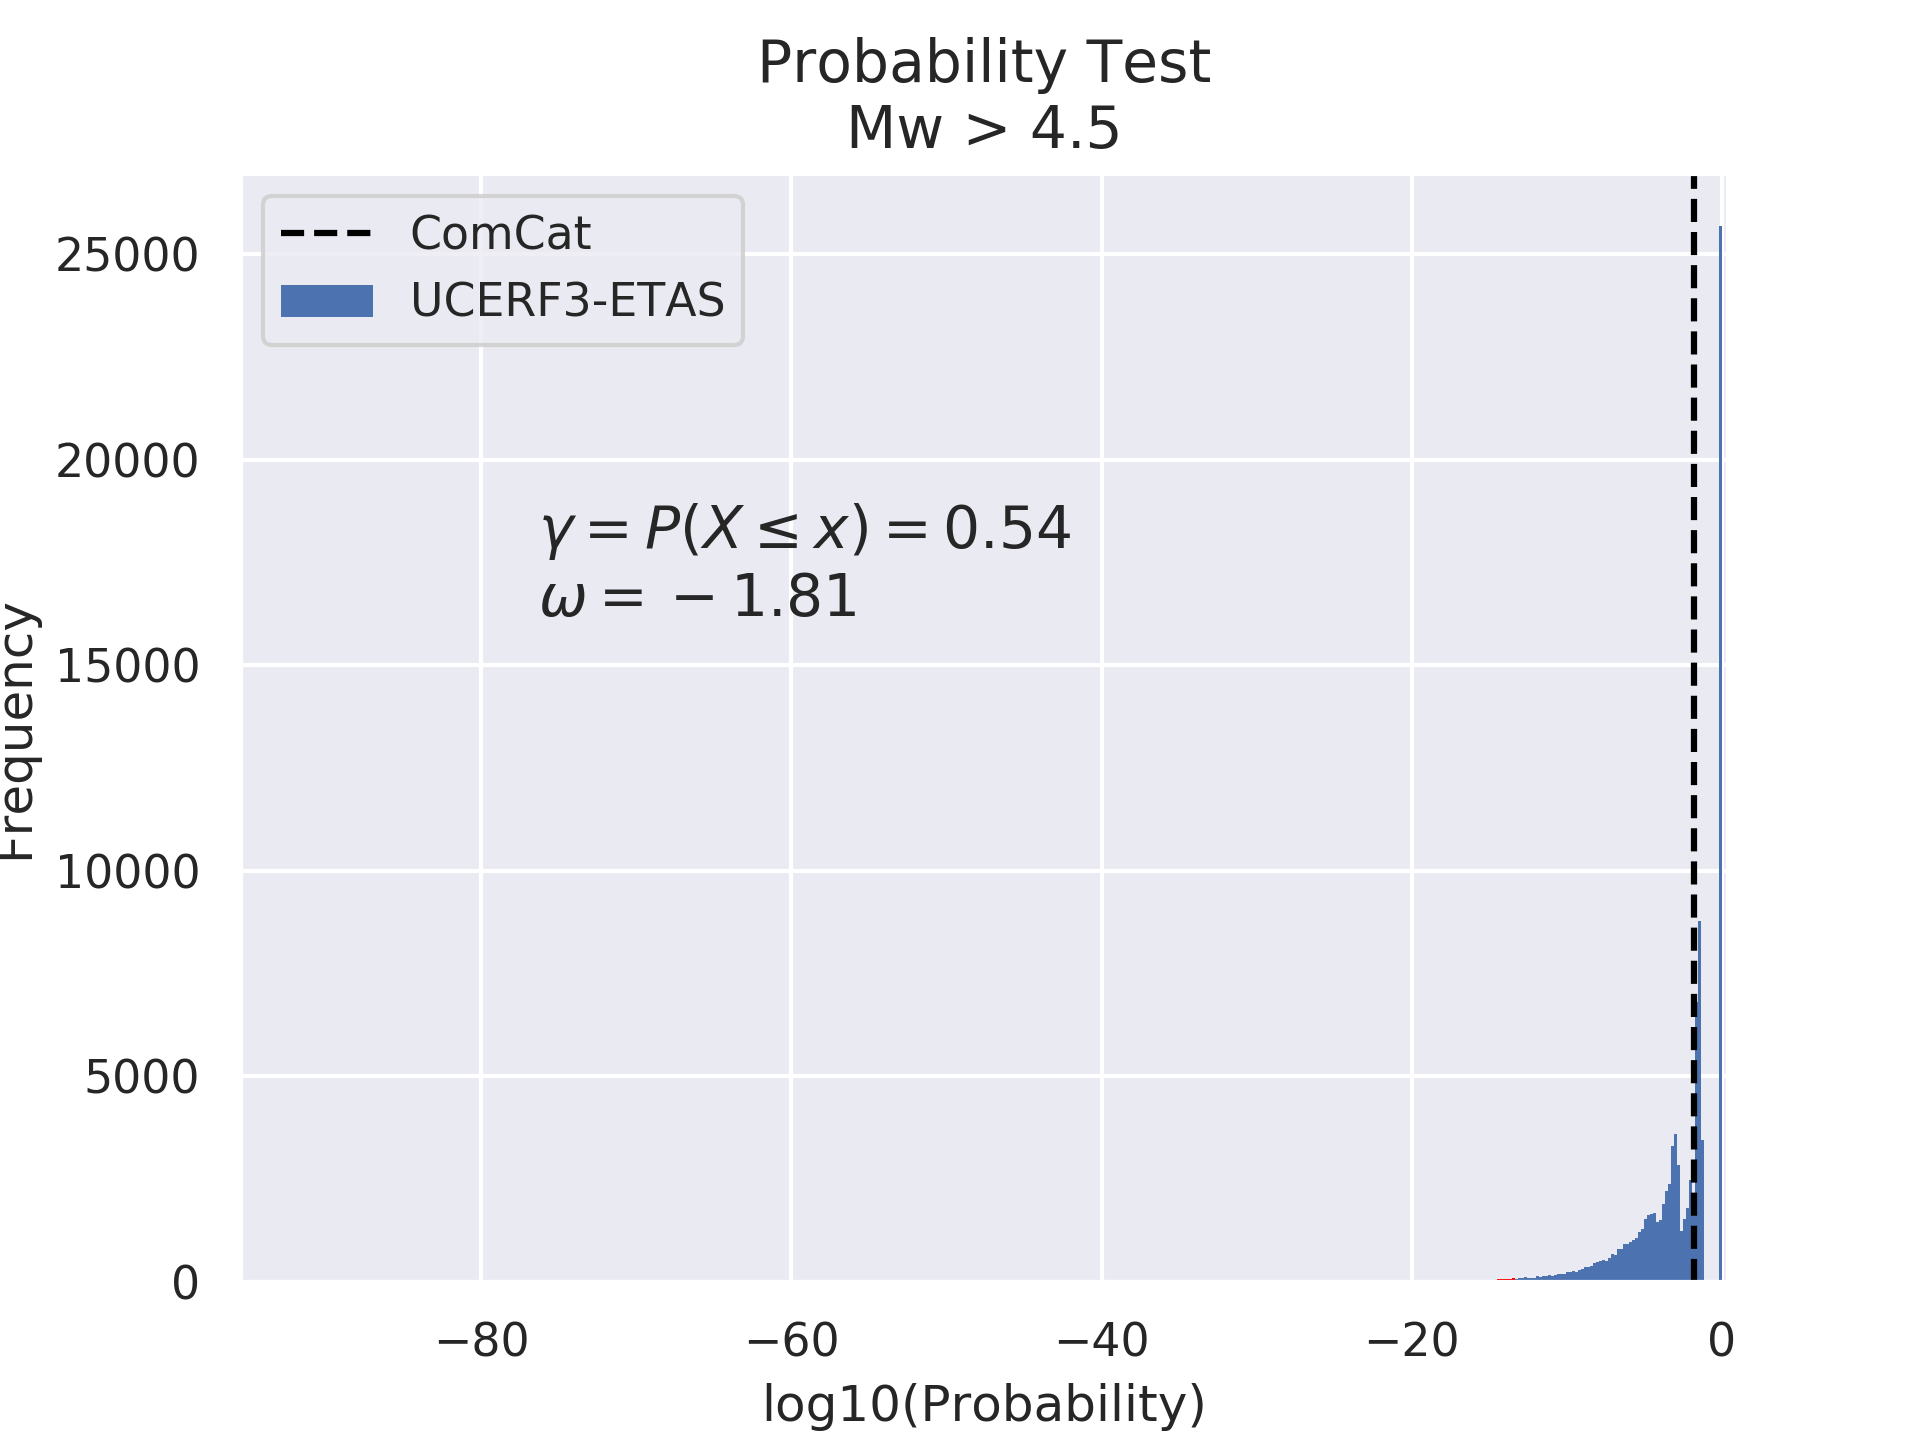 Probability Test
Mw > 4.5
ComCat
UCERF3-ETAS
γ = P(X ≤ x) = 0.54
ω = − 1.81
Frequency
25000
20000
15000
10000
5000
0
−80 −60 −40 −20 0
log10(Probability)